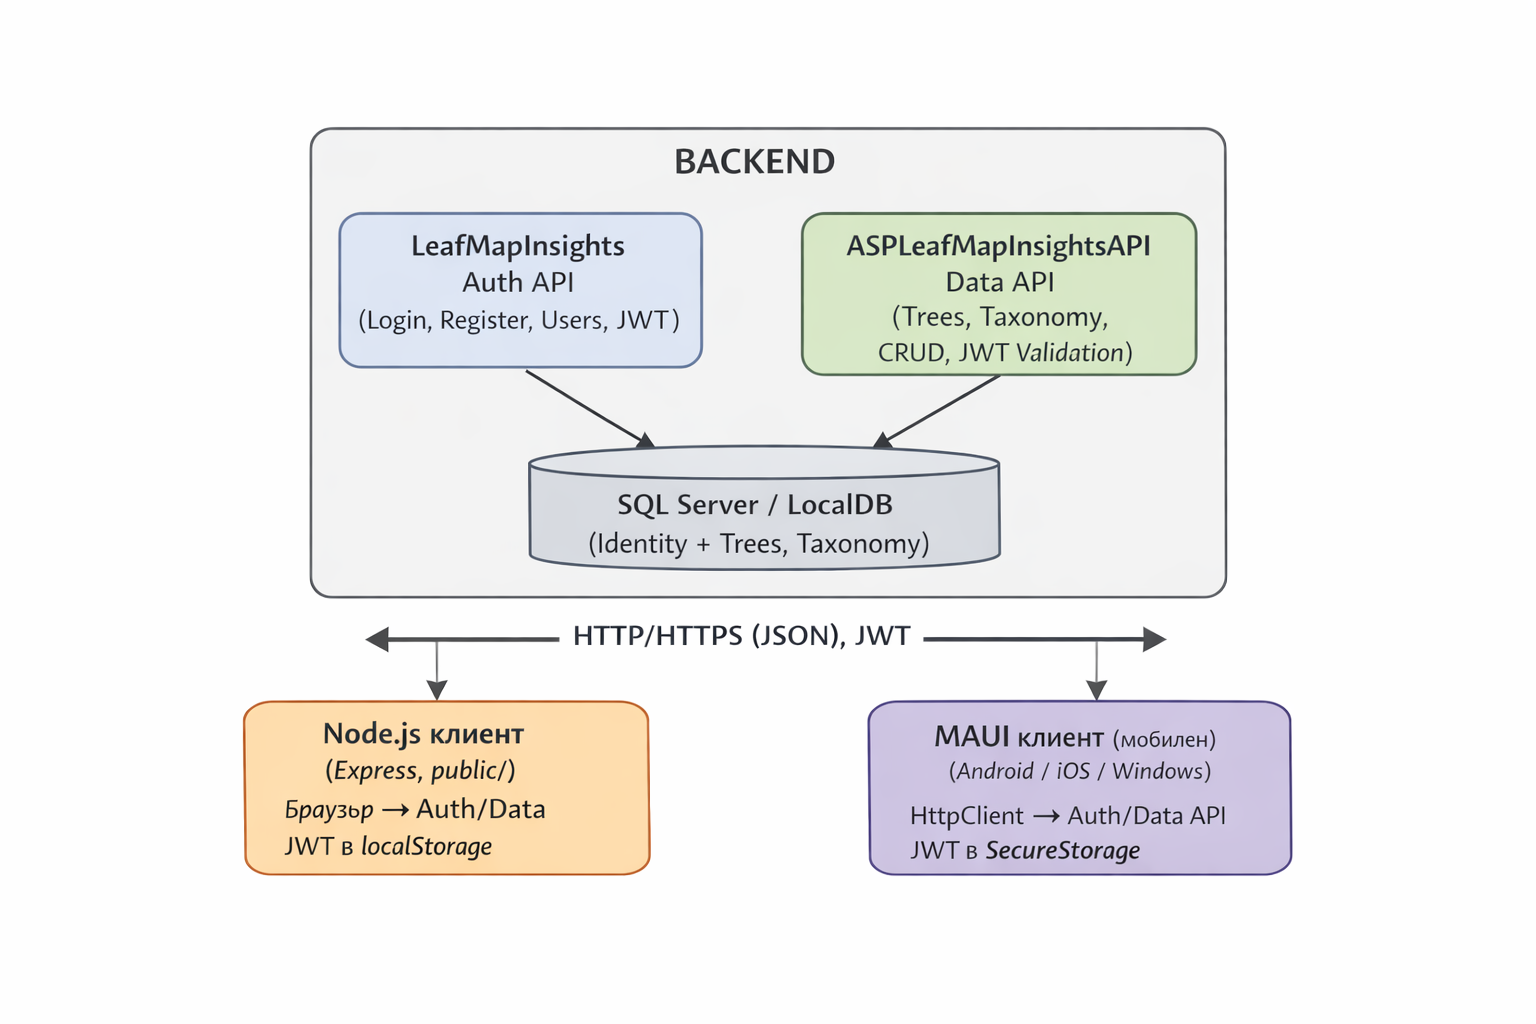 BACKEND
LeafMapInsights
Auth API
(Login, Register, Users, JWT)
ASPLeafMapInsightsAPI
Data API
(Trees, Taxonomy,
CRUD, JWT Validation)
SQL Server / LocalDB
(Identity + Trees, Taxonomy)
HTTP/HTTPS (JSON), JWT
Node.js клиент
(Express, public/)
Браузър → Auth/Data
JWT в localStorage
MAUI клиент (мобилен)
(Android / iOS / Windows)
HttpClient → Auth/Data API
JWT в SecureStorage